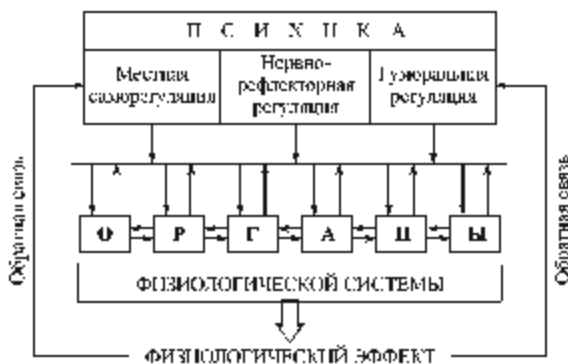 П С И Х И К А
Местная
саморегуляция
Нервно-
рефлекторная
регуляция
Гуморальная
регуляция
Обратная связь
Обратная связь
О Р Г А Н Ы
ФИЗИОЛОГИЧЕСКОЙ СИСТЕМЫ
ФИЗИОЛОГИЧЕСКИЙ ЭФФЕКТ